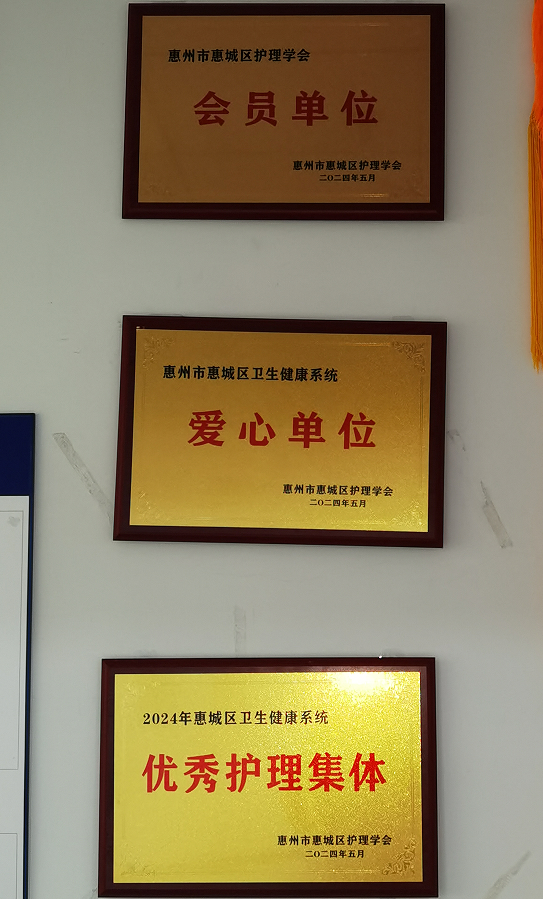 惠州市惠城区护理学会
会员单位
惠州市惠城区护理学会
二〇二四年五月
惠州市惠城区卫生健康系统
爱心单位
惠州市惠城区护理学会
二〇二四年五月
2024年惠城区卫生健康系统
优秀护理集体
惠州市惠城区护理学会
二〇二四年五月